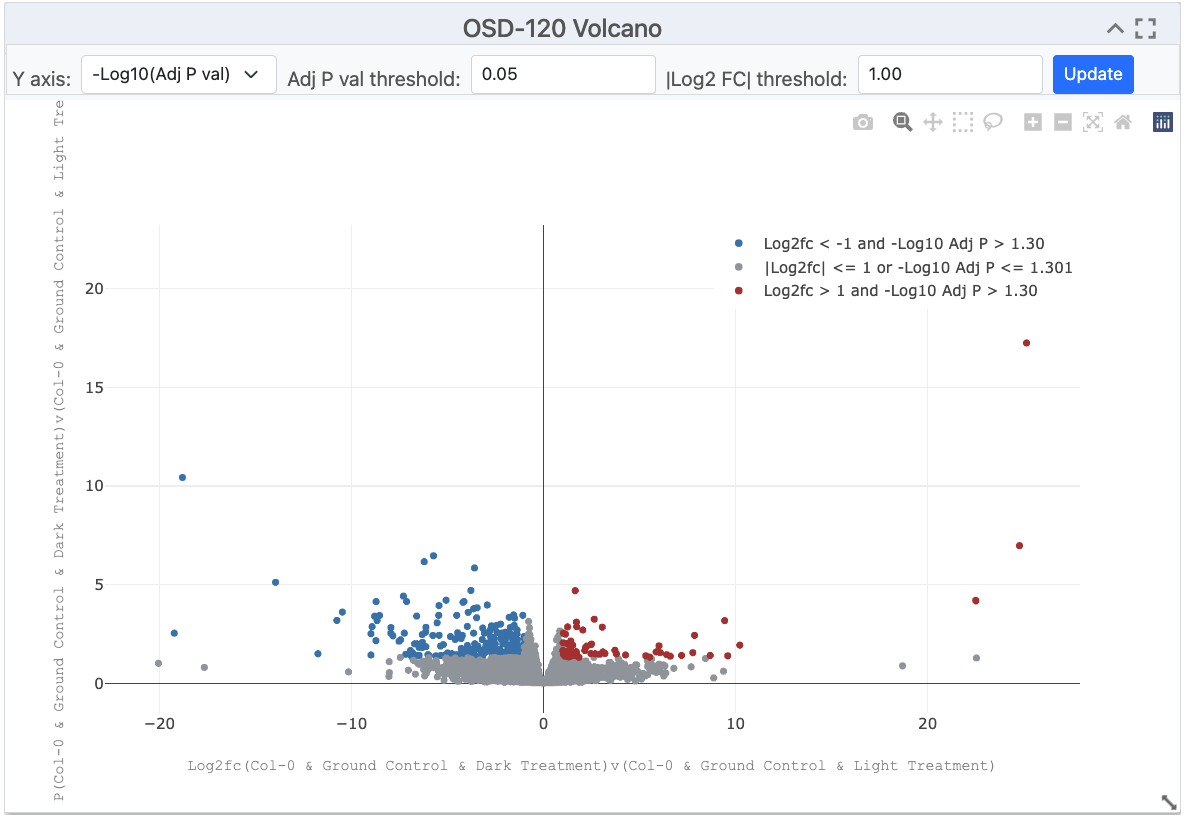 OSD-120 Volcano
Y axis: -Log10(Adj P val) Adj P val threshold: 0.05 |Log2 FC| threshold: 1.00 Update
P(Col-0 & Ground Control & Dark Treatment)v(Col-0 & Ground Control & Light Tre
Log2fc < -1 and -Log10 Adj P > 1.30
|Log2fc| <= 1 or -Log10 Adj P <= 1.301
Log2fc > 1 and -Log10 Adj P > 1.30
20
15
10
5
0
−20 −10 0 10 20
Log2fc(Col-0 & Ground Control & Dark Treatment)v(Col-0 & Ground Control & Light Treatment)